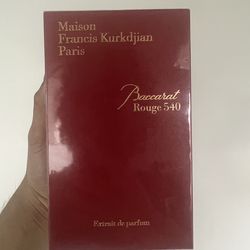 Maison
Francis Kurkdjian
Paris
Baccarat
Rouge 540
Extrait de parfum